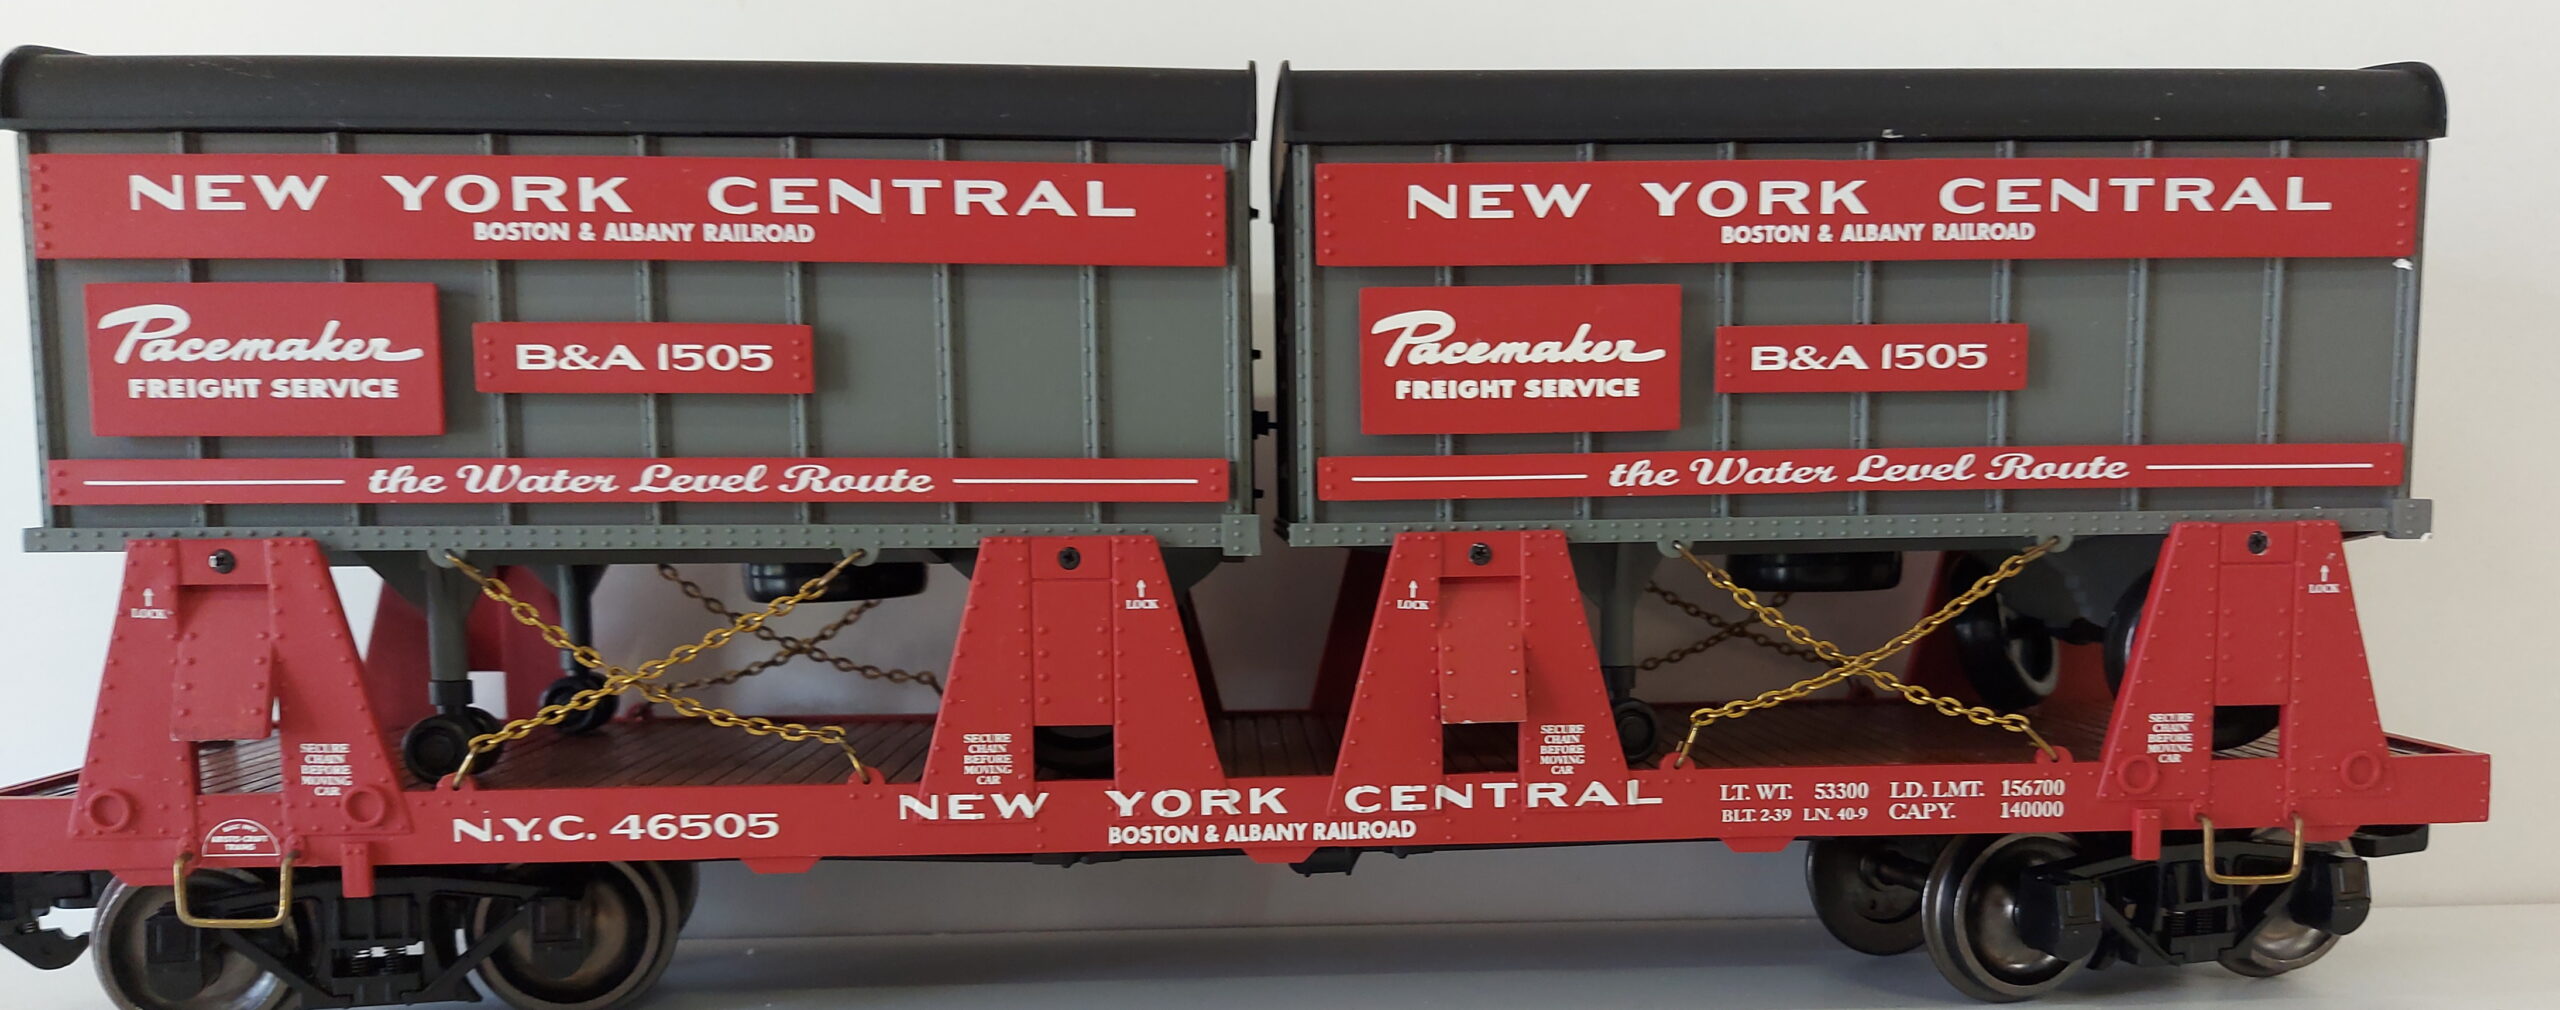 NEW YORK CENTRAL
BOSTON & ALBANY RAILROAD
Pacemaker
FREIGHT SERVICE
B&A 1505
the Water Level Route
NEW YORK CENTRAL
BOSTON & ALBANY RAILROAD
Pacemaker
FREIGHT SERVICE
B&A 1505
the Water Level Route
LOCK
SECURE
CHAIN
BEFORE
MOVING
CAR
LOCK
SECURE
CHAIN
BEFORE
MOVING
CAR
LOCK
SECURE
CHAIN
BEFORE
MOVING
CAR
LOCK
SECURE
CHAIN
BEFORE
MOVING
CAR
ARISTO-CRAFT
TRAINS
N.Y.C. 46505
NEW YORK CENTRAL
BOSTON & ALBANY RAILROAD
LT. WT. 53300 LD. LMT. 156700
BLT. 2-39 LN. 40-9 CAPY. 140000